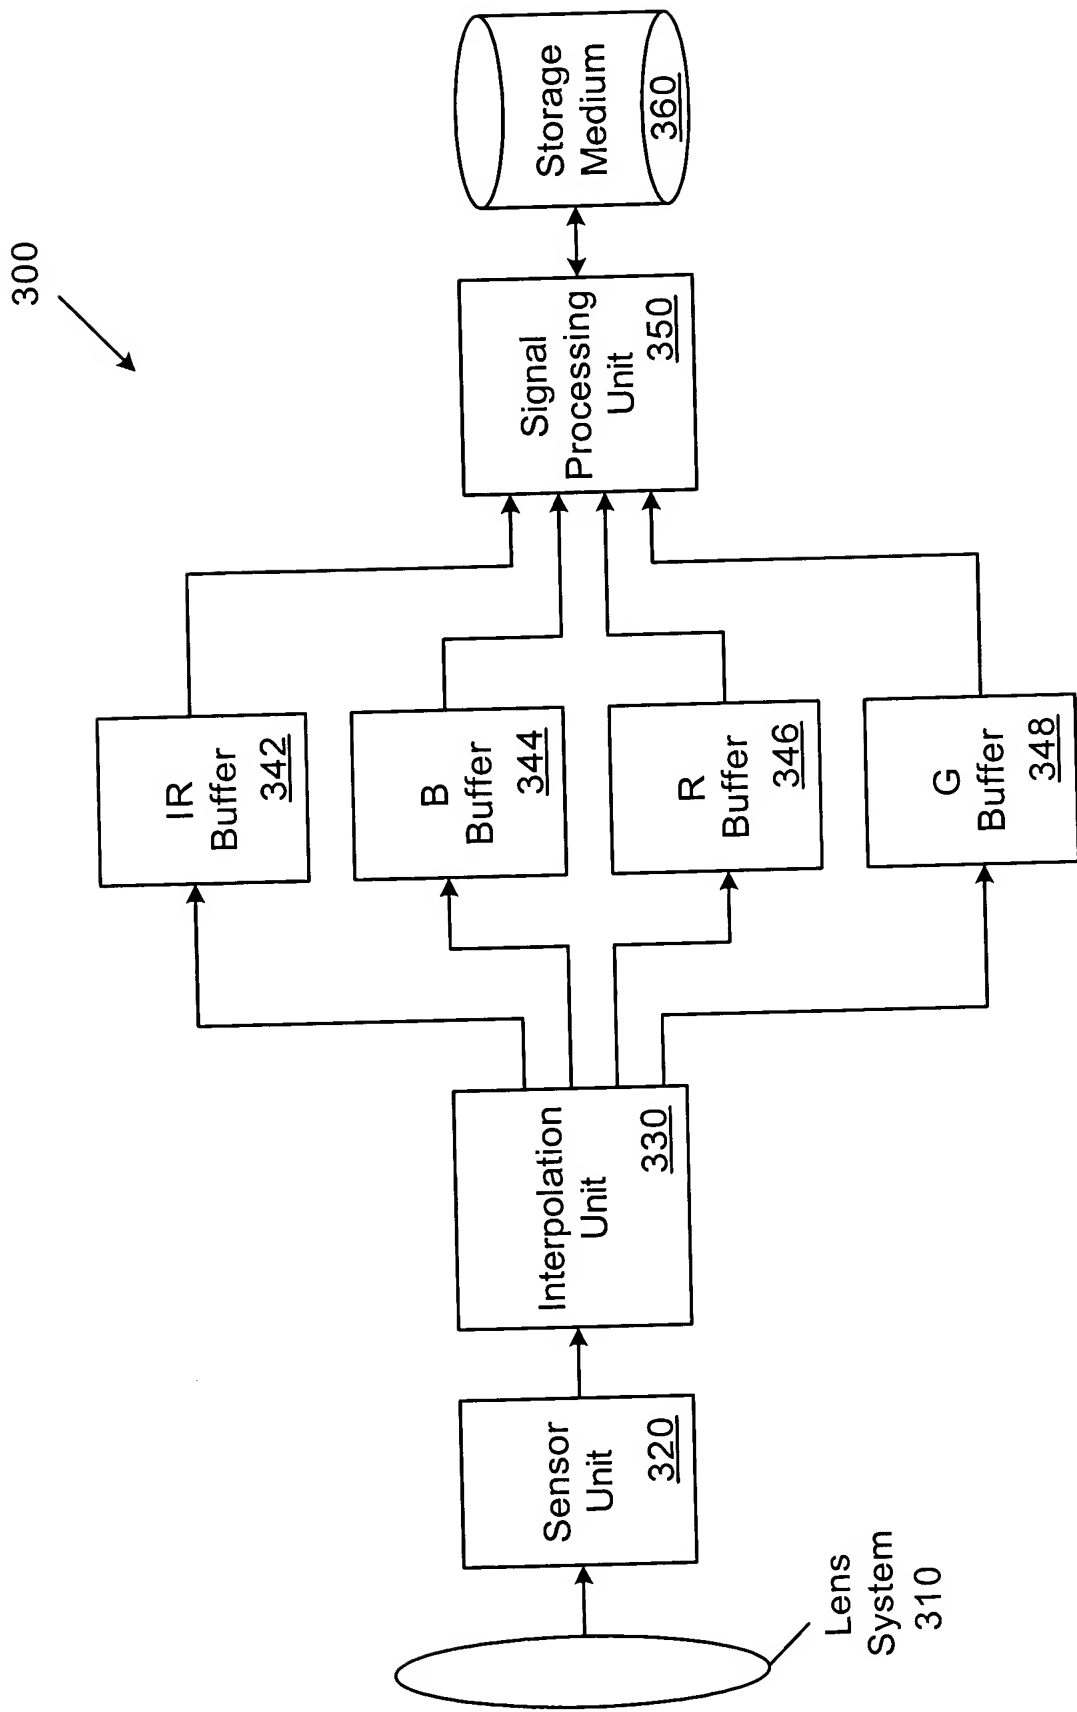 300
Lens
System
310
Sensor
Unit
320
Interpolation
Unit
330
IR
Buffer
342
B
Buffer
344
R
Buffer
346
G
Buffer
348
Signal
Processing
Unit
350
Storage
Medium
360